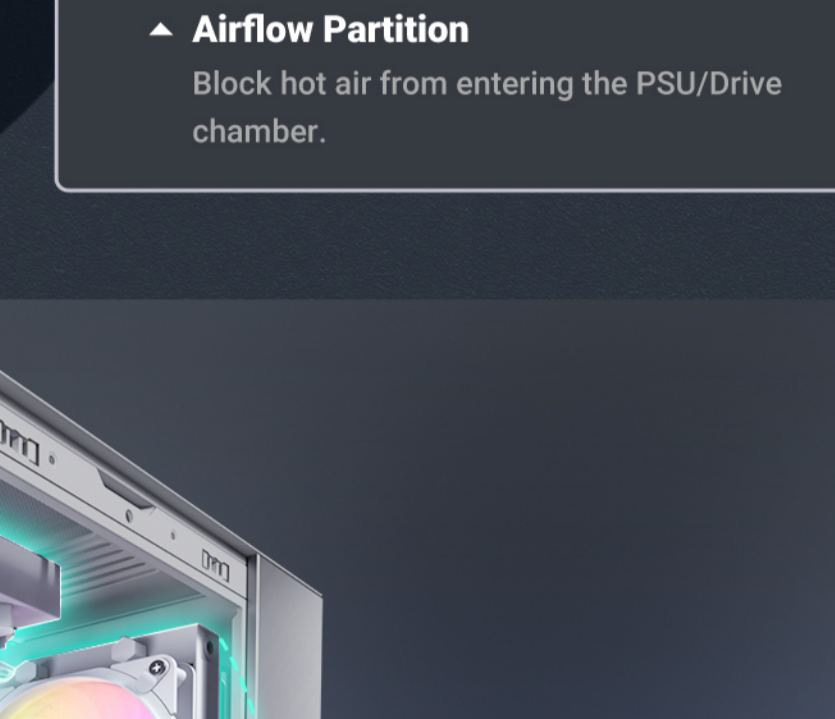 Airflow Partition
Block hot air from entering the PSU/Drive
chamber.